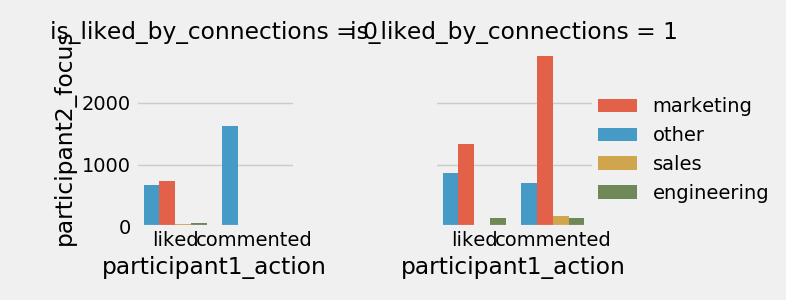 is_liked_by_connections = 0
is_liked_by_connections = 1
participant2_focus
2000
1000
0
liked
commented
liked
commented
participant1_action
participant1_action
marketing
other
sales
engineering